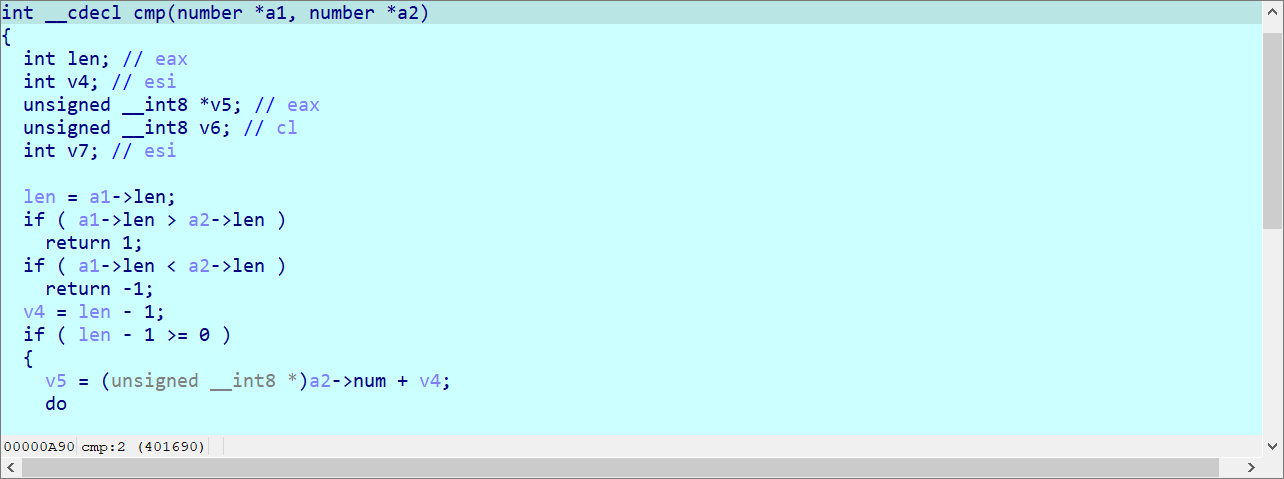 int __cdecl cmp(number *a1, number *a2)
{
  int len; // eax
  int v4; // esi
  unsigned __int8 *v5; // eax
  unsigned __int8 v6; // cl
  int v7; // esi

  len = a1->len;
  if ( a1->len > a2->len )
    return 1;
  if ( a1->len < a2->len )
    return -1;
  v4 = len - 1;
  if ( len - 1 >= 0 )
  {
    v5 = (unsigned __int8 *)a2->num + v4;
    do
00000A90 cmp:2 (401690)